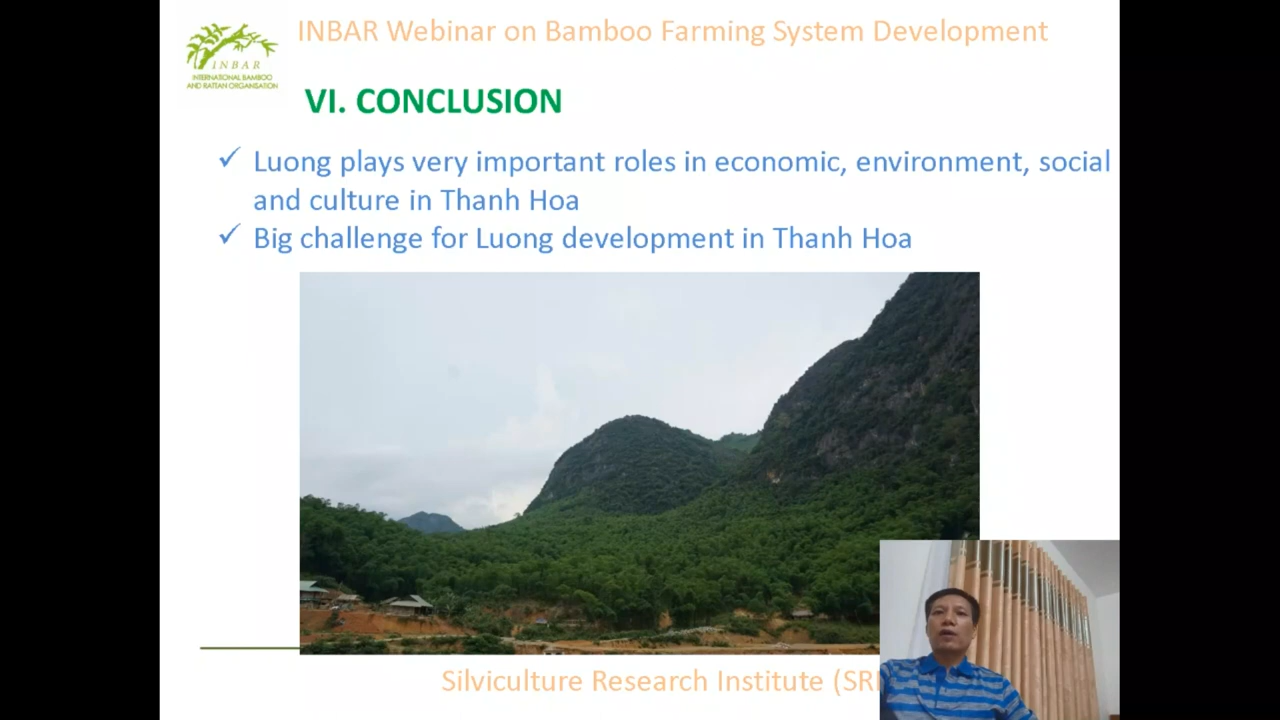 INBAR Webinar on Bamboo Farming System Development
INBAR
INTERNATIONAL BAMBOO
AND RATTAN ORGANISATION
VI. CONCLUSION
✓ Luong plays very important roles in economic, environment, social
and culture in Thanh Hoa
✓ Big challenge for Luong development in Thanh Hoa
Silviculture Research Institute (SRI